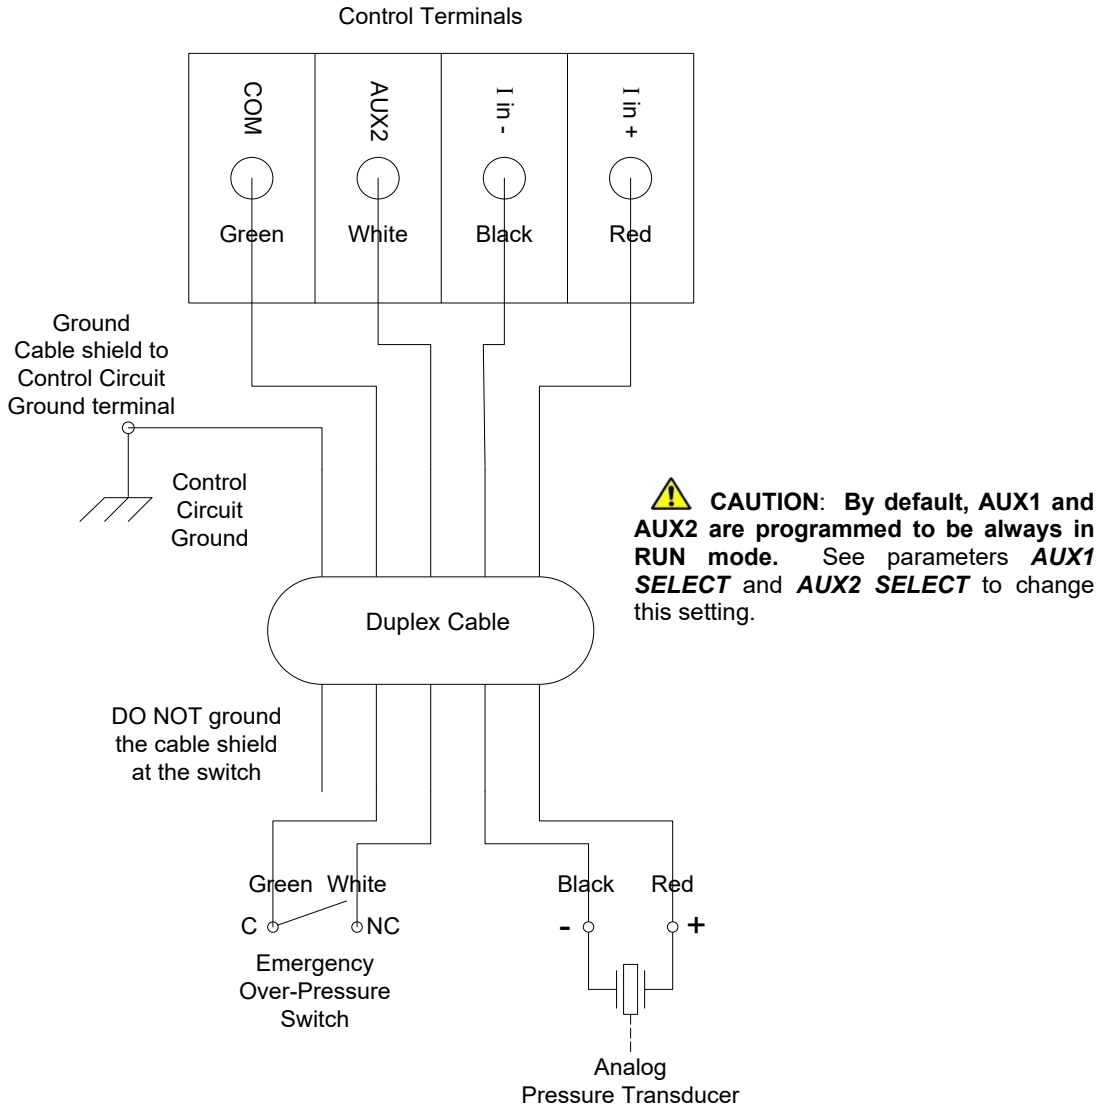 Control Terminals
COM
AUX2
I in -
I in +
Green
White
Black
Red
Ground
Cable shield to
Control Circuit
Ground terminal
Control
Circuit
Ground
CAUTION: By default, AUX1 and
AUX2 are programmed to be always in
RUN mode. See parameters AUX1
SELECT and AUX2 SELECT to change
this setting.
Duplex Cable
DO NOT ground
the cable shield
at the switch
Green White
Black Red
C NC
- +
Emergency
Over-Pressure
Switch
Analog
Pressure Transducer